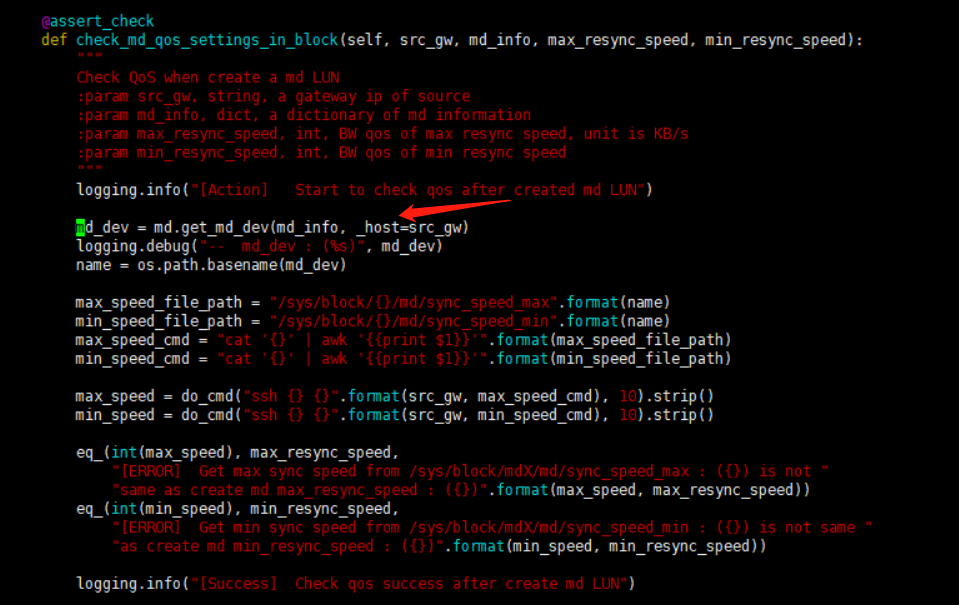 @assert_check
def check_md_qos_settings_in_block(self, src_gw, md_info, max_resync_speed, min_resync_speed):
"""
Check QoS when create a md LUN
:param src_gw, string, a gateway ip of source
:param md_info, dict, a dictionary of md information
:param max_resync_speed, int, BW qos of max resync speed, unit is KB/s
:param min_resync_speed, int, BW qos of min resync speed
"""
logging.info("[Action]   Start to check qos after created md LUN")
md_dev = md.get_md_dev(md_info, _host=src_gw)
logging.debug("--  md_dev : (%s)", md_dev)
name = os.path.basename(md_dev)
max_speed_file_path = "/sys/block/{}/md/sync_speed_max".format(name)
min_speed_file_path = "/sys/block/{}/md/sync_speed_min".format(name)
max_speed_cmd = "cat '{}' | awk '{{print $1}}'".format(max_speed_file_path)
min_speed_cmd = "cat '{}' | awk '{{print $1}}'".format(min_speed_file_path)
max_speed = do_cmd("ssh {} {}".format(src_gw, max_speed_cmd), 10).strip()
min_speed = do_cmd("ssh {} {}".format(src_gw, min_speed_cmd), 10).strip()
eq_(int(max_speed), max_resync_speed,
"[ERROR]  Get max sync speed from /sys/block/mdX/md/sync_speed_max : ({}) is not "
"same as create md max_resync_speed : ({})".format(max_speed, max_resync_speed))
eq_(int(min_speed), min_resync_speed,
"[ERROR]  Get min sync speed from /sys/block/mdX/md/sync_speed_min : ({}) is not same "
"as create md min_resync_speed : ({})".format(min_speed, min_resync_speed))
logging.info("[Success]  Check qos success after create md LUN")